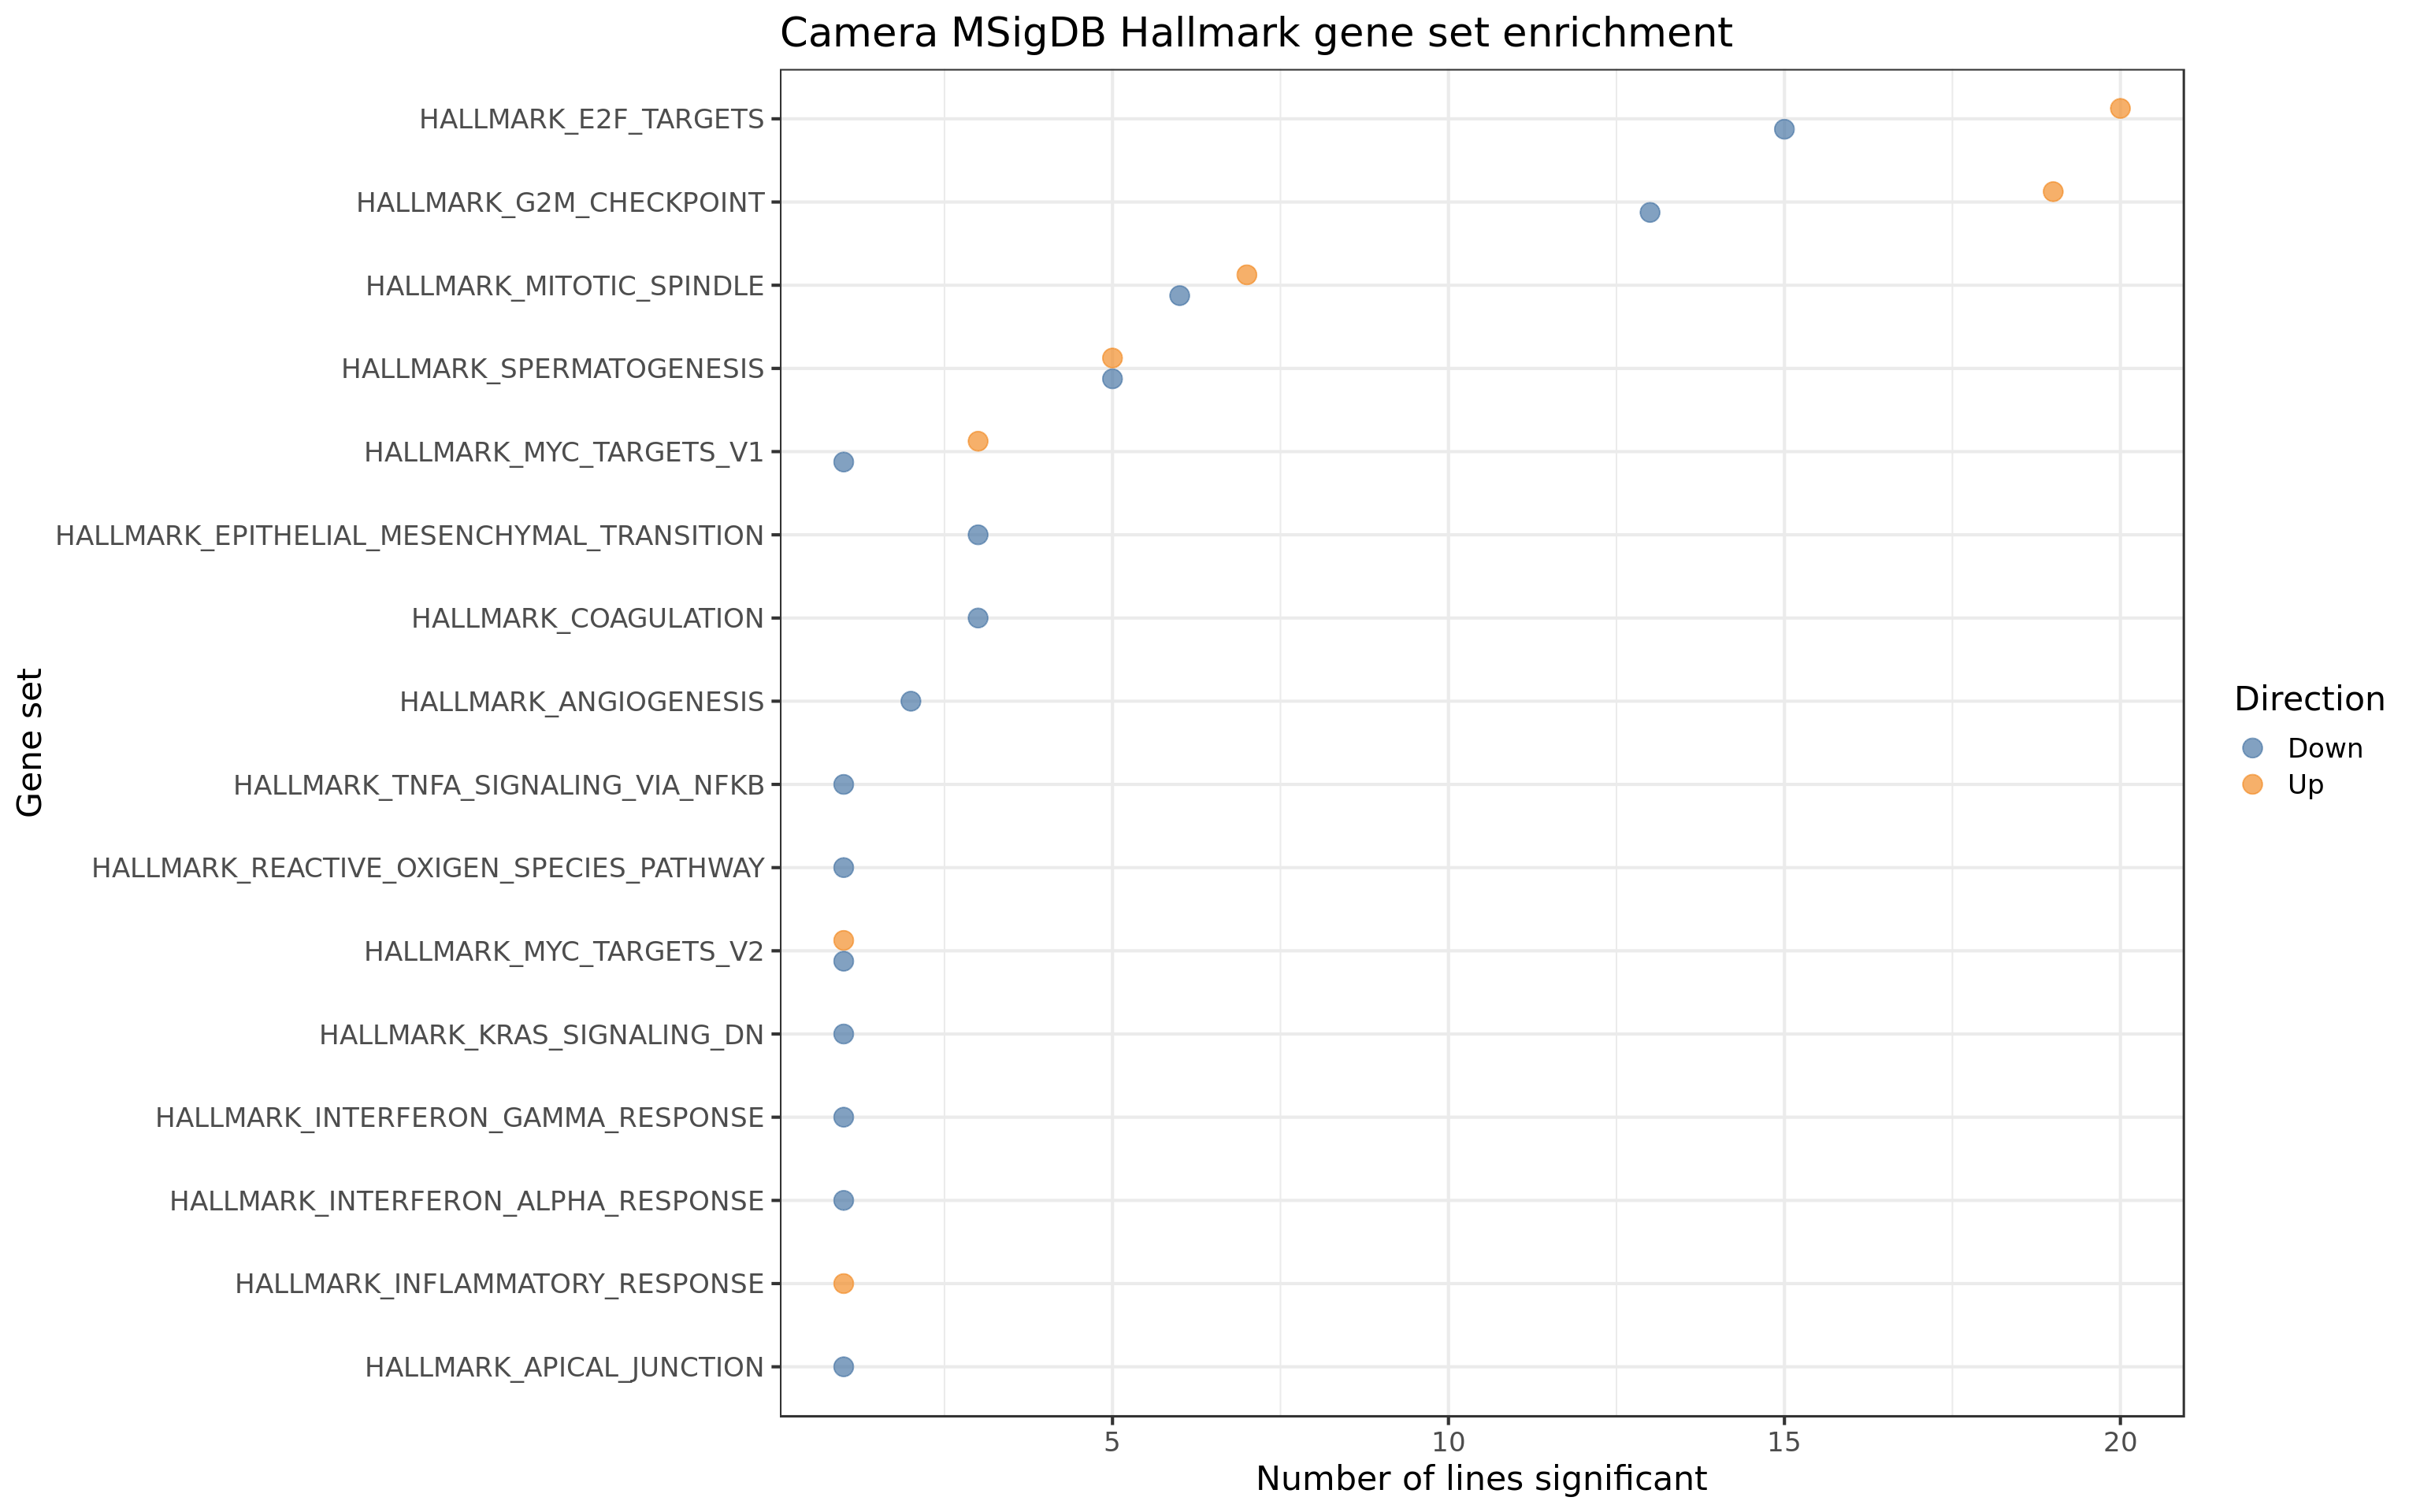 Camera MSigDB Hallmark gene set enrichment
HALLMARK_E2F_TARGETS
HALLMARK_G2M_CHECKPOINT
HALLMARK_MITOTIC_SPINDLE
HALLMARK_SPERMATOGENESIS
HALLMARK_MYC_TARGETS_V1
HALLMARK_EPITHELIAL_MESENCHYMAL_TRANSITION
HALLMARK_COAGULATION
HALLMARK_ANGIOGENESIS
HALLMARK_TNFA_SIGNALING_VIA_NFKB
HALLMARK_REACTIVE_OXIGEN_SPECIES_PATHWAY
HALLMARK_MYC_TARGETS_V2
HALLMARK_KRAS_SIGNALING_DN
HALLMARK_INTERFERON_GAMMA_RESPONSE
HALLMARK_INTERFERON_ALPHA_RESPONSE
HALLMARK_INFLAMMATORY_RESPONSE
HALLMARK_APICAL_JUNCTION
Gene set
5 10 15 20
Number of lines significant
Direction
Down
Up